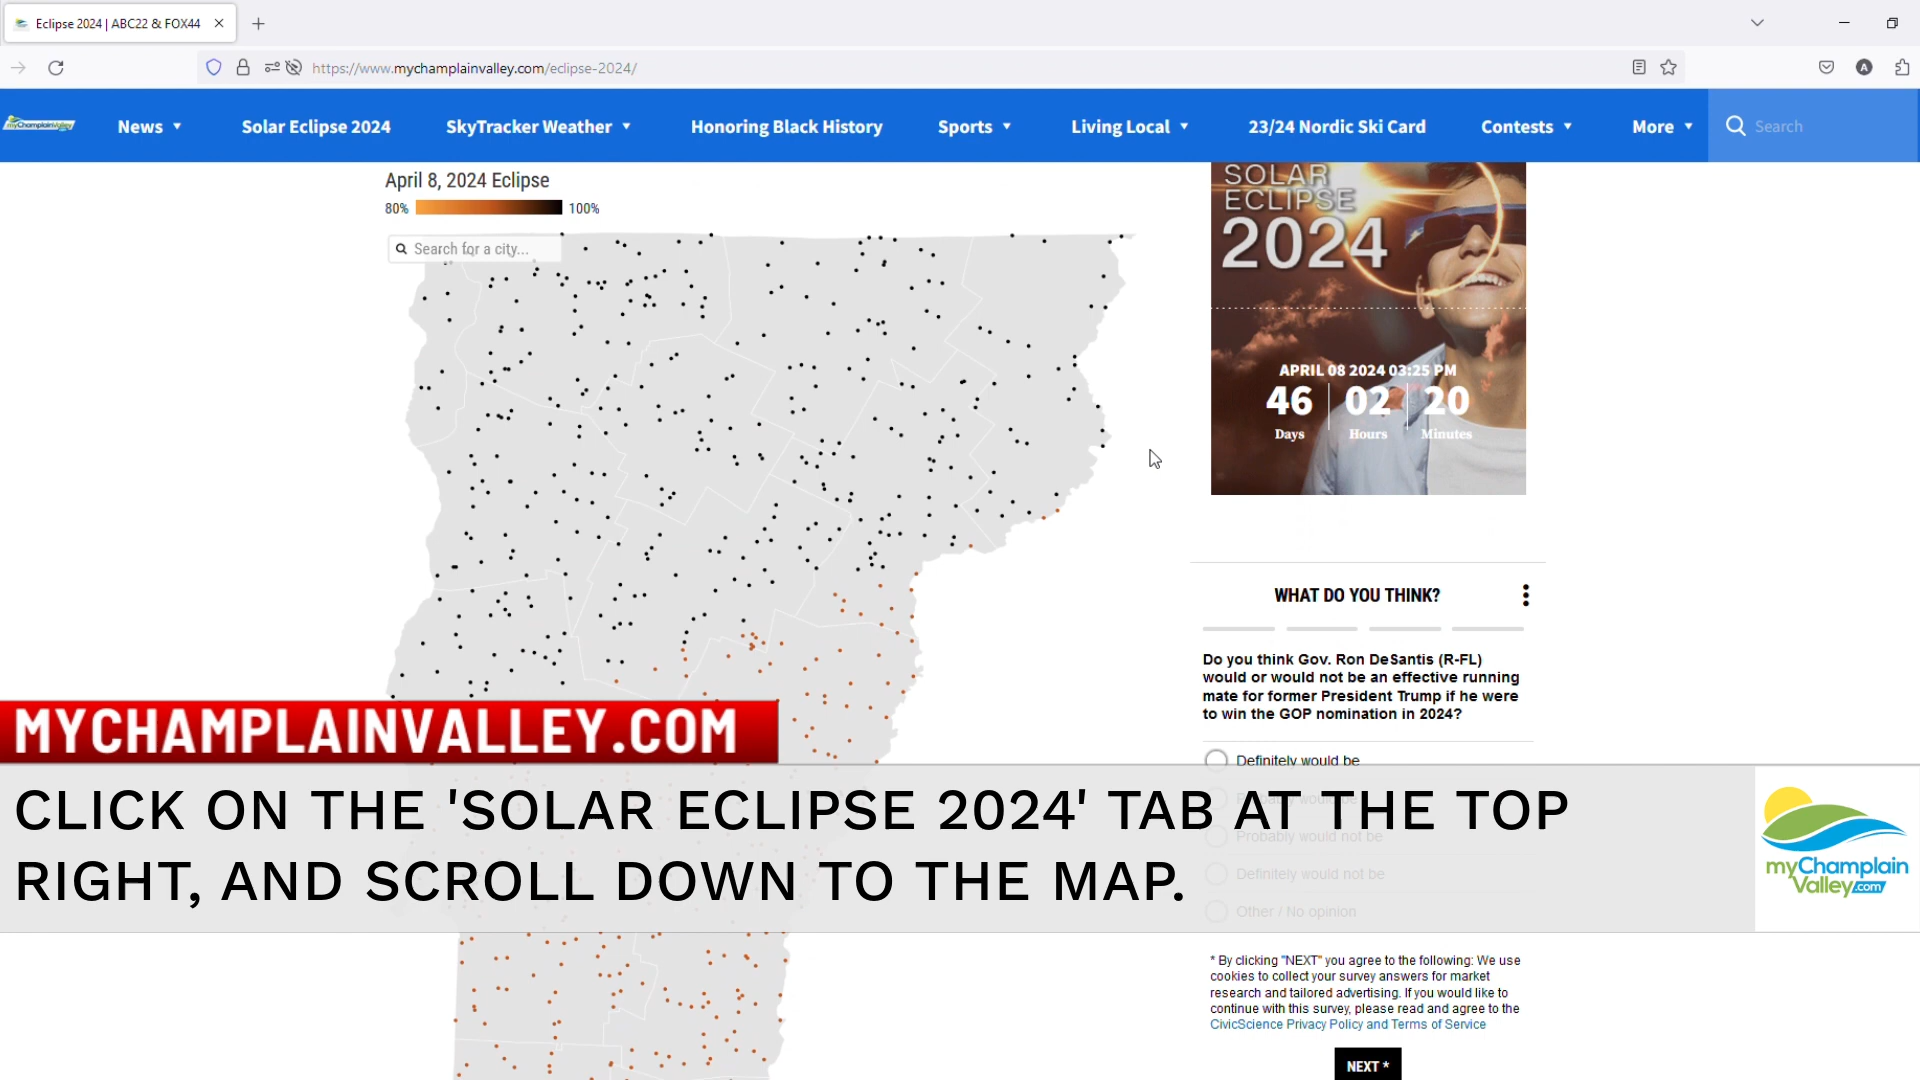 Eclipse 2024 | ABC22 & FOX44
https://www.mychamplainvalley.com/eclipse-2024/
myChamplainValley
News
Solar Eclipse 2024
SkyTracker Weather
Honoring Black History
Sports
Living Local
23/24 Nordic Ski Card
Contests
More
Search
April 8, 2024 Eclipse
80%
100%
Search for a city...
SOLAR
ECLIPSE
2024
APRIL 08 2024 03:25 PM
46
02
20
Days
Hours
Minutes
WHAT DO YOU THINK?
Do you think Gov. Ron DeSantis (R-FL)
would or would not be an effective running
mate for former President Trump if he were
to win the GOP nomination in 2024?
Definitely would be
Probably would be
Probably would not be
Definitely would not be
Other / No opinion
* By clicking "NEXT" you agree to the following: We use
cookies to collect your survey answers for market
research and tailored advertising. If you would like to
continue with this survey, please read and agree to the
CivicScience Privacy Policy and Terms of Service
NEXT *
MYCHAMPLAINVALLEY.COM
CLICK ON THE 'SOLAR ECLIPSE 2024' TAB AT THE TOP
RIGHT, AND SCROLL DOWN TO THE MAP.
myChamplain
Valley.com